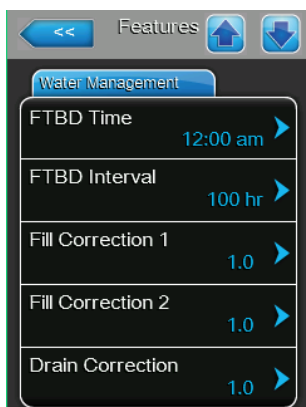 << Features
Water Management
FTBD Time
12:00 am
FTBD Interval
100 hr
Fill Correction 1
1.0
Fill Correction 2
1.0
Drain Correction
1.0